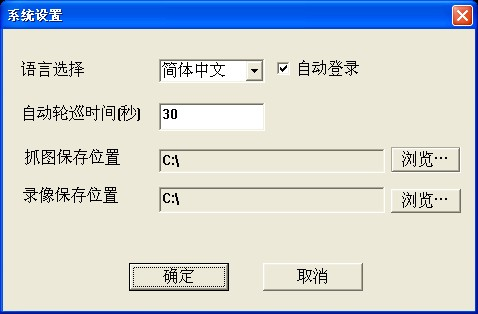 系统设置
语言选择 简体中文 自动登录
自动轮巡时间(秒) 30
抓图保存位置 C:\ 浏览…
录像保存位置 C:\ 浏览…
确定 取消